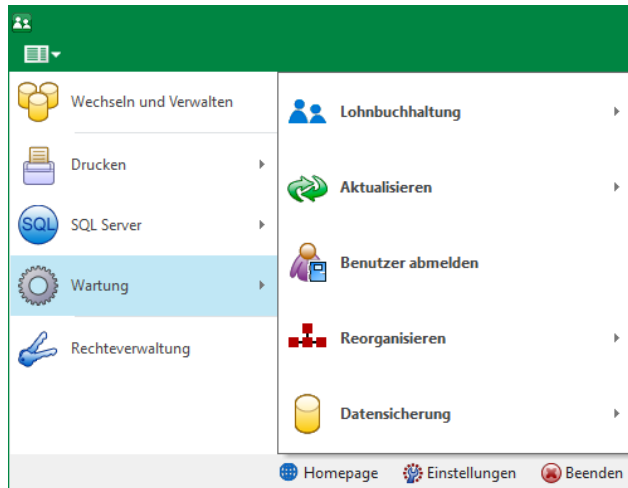 Wechseln und Verwalten
Drucken
SQL
SQL Server
Wartung
Rechteverwaltung
Lohnbuchhaltung
Aktualisieren
Benutzer abmelden
Reorganisieren
Datensicherung
Homepage Einstellungen Beenden